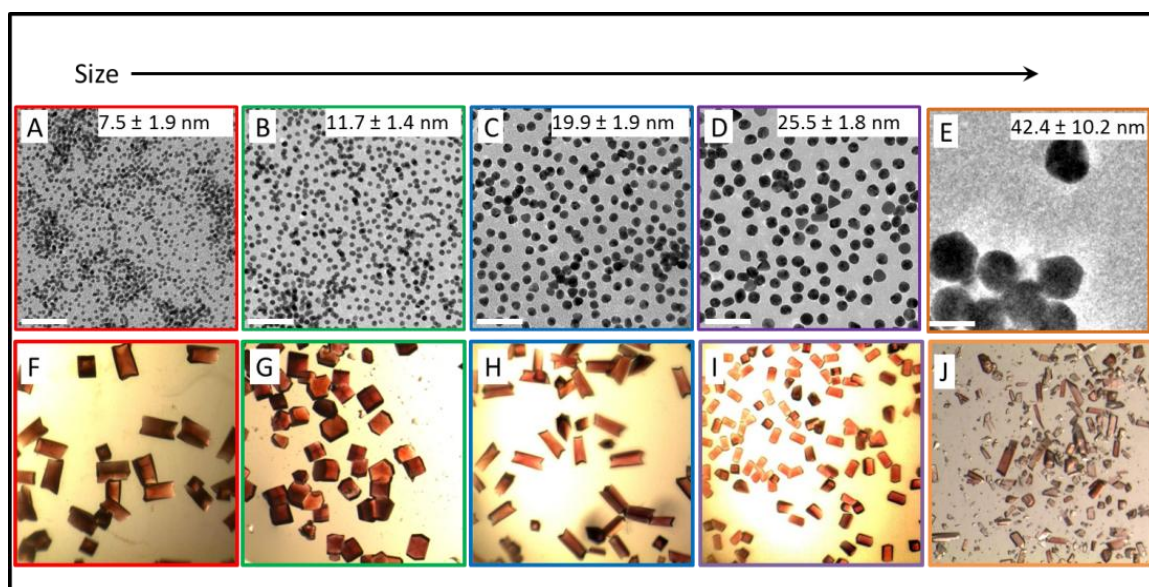 Size
A 7.5 ± 1.9 nm
B 11.7 ± 1.4 nm
C 19.9 ± 1.9 nm
D 25.5 ± 1.8 nm
E 42.4 ± 10.2 nm
F
G
H
I
J